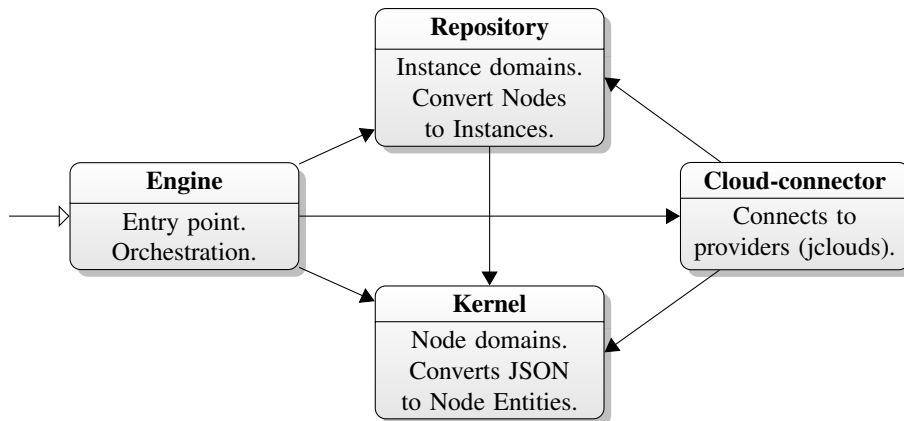 Repository
Instance domains.
Convert Nodes
to Instances.
Engine
Entry point.
Orchestration.
Cloud-connector
Connects to
providers (jclouds).
Kernel
Node domains.
Converts JSON
to Node Entities.